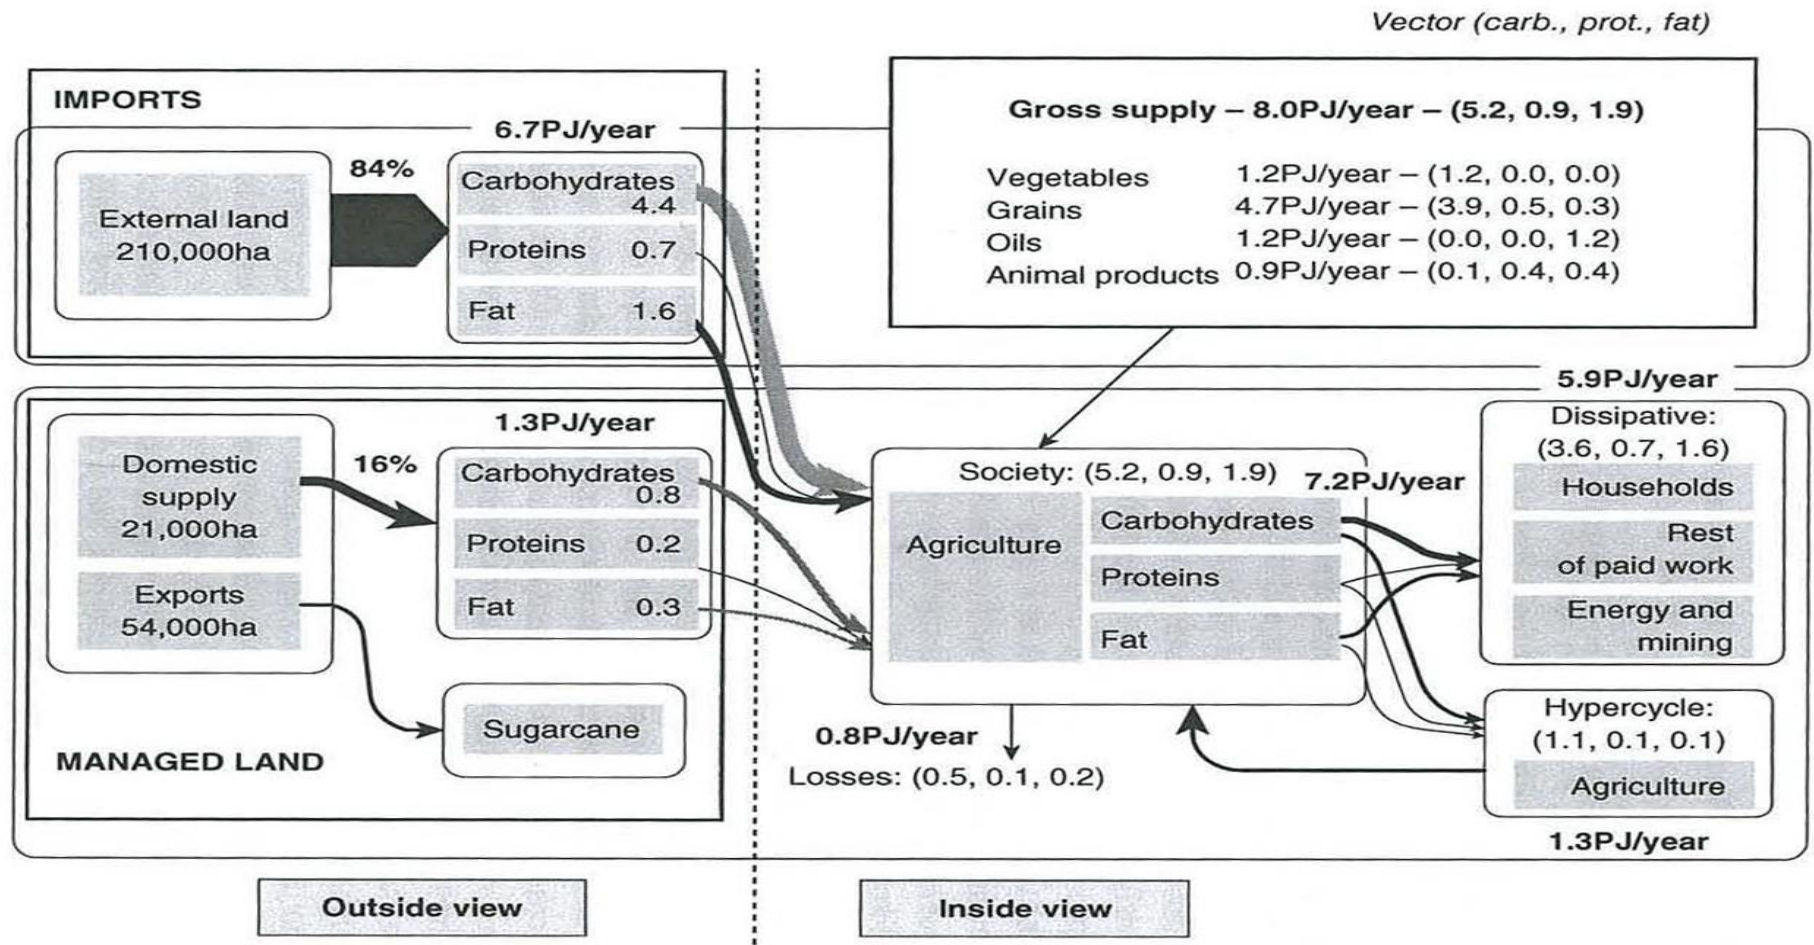 Vector (carb., prot., fat)
IMPORTS
6.7PJ/year
External land
210,000ha
84%
Carbohydrates
4.4
Proteins 0.7
Fat 1.6
Gross supply – 8.0PJ/year – (5.2, 0.9, 1.9)
Vegetables 1.2PJ/year – (1.2, 0.0, 0.0)
Grains 4.7PJ/year – (3.9, 0.5, 0.3)
Oils 1.2PJ/year – (0.0, 0.0, 1.2)
Animal products 0.9PJ/year – (0.1, 0.4, 0.4)
1.3PJ/year
Domestic
supply
21,000ha
16%
Exports
54,000ha
Carbohydrates
0.8
Proteins 0.2
Fat 0.3
Sugarcane
MANAGED LAND
Society: (5.2, 0.9, 1.9)
Agriculture
Carbohydrates
Proteins
Fat
7.2PJ/year
5.9PJ/year
Dissipative:
(3.6, 0.7, 1.6)
Households
Rest
of paid work
Energy and
mining
0.8PJ/year
Losses: (0.5, 0.1, 0.2)
Hypercycle:
(1.1, 0.1, 0.1)
Agriculture
1.3PJ/year
Outside view
Inside view